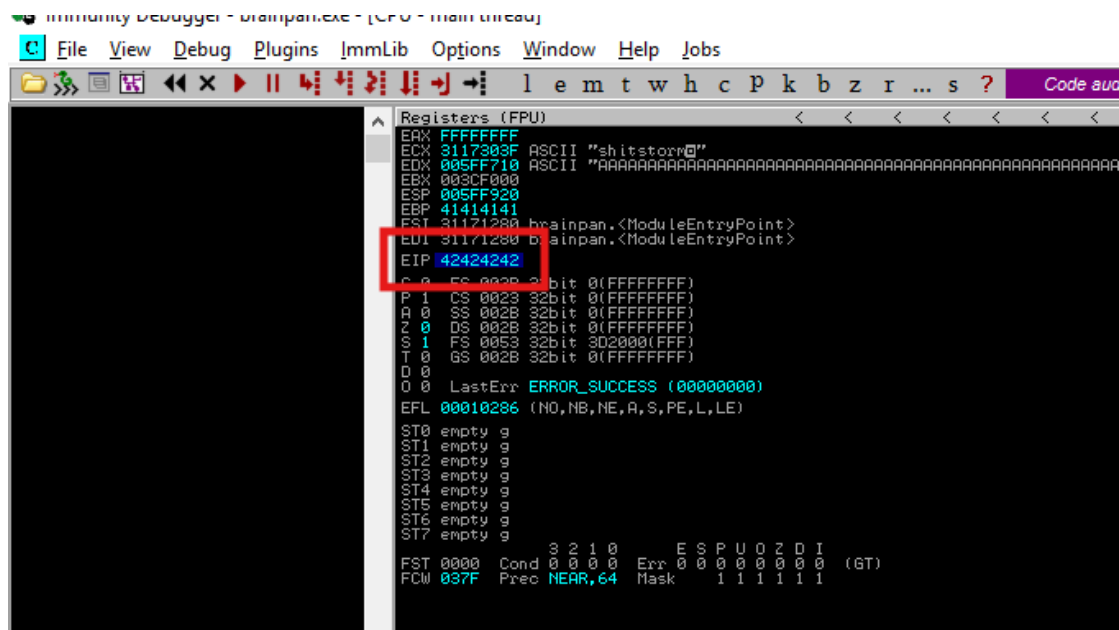 Immunity Debugger - brainpan.exe - [CPU - main thread]
C File View Debug Plugins ImmLib Options Window Help Jobs
l e m t w h c P k b z r ... s ? Code aud
Registers (FPU) < < < < < < <
EAX FFFFFFFF
ECX 3117303F ASCII "shitstorm"
EDX 005FF710 ASCII "AAAAAAAAAAAAAAAAAAAAAAAAAAAAAAAAAAAAAAAAAAAAAAAAAAAAAAAA
EBX 003CF000
ESP 005FF920
EBP 41414141
ESI 31171280 brainpan.<ModuleEntryPoint>
EDI 31171280 brainpan.<ModuleEntryPoint>
EIP 42424242
C 0 ES 002B 32bit 0(FFFFFFFF)
P 1 CS 0023 32bit 0(FFFFFFFF)
A 0 SS 002B 32bit 0(FFFFFFFF)
Z 0 DS 002B 32bit 0(FFFFFFFF)
S 1 FS 0053 32bit 3D2000(FFF)
T 0 GS 002B 32bit 0(FFFFFFFF)
D 0
O 0 LastErr ERROR_SUCCESS (00000000)
EFL 00010286 (NO,NB,NE,A,S,PE,L,LE)
ST0 empty g
ST1 empty g
ST2 empty g
ST3 empty g
ST4 empty g
ST5 empty g
ST6 empty g
ST7 empty g
3 2 1 0 E S P U O Z D I
FST 0000 Cond 0 0 0 0 Err 0 0 0 0 0 0 0 0 (GT)
FCW 037F Prec NEAR,64 Mask 1 1 1 1 1 1